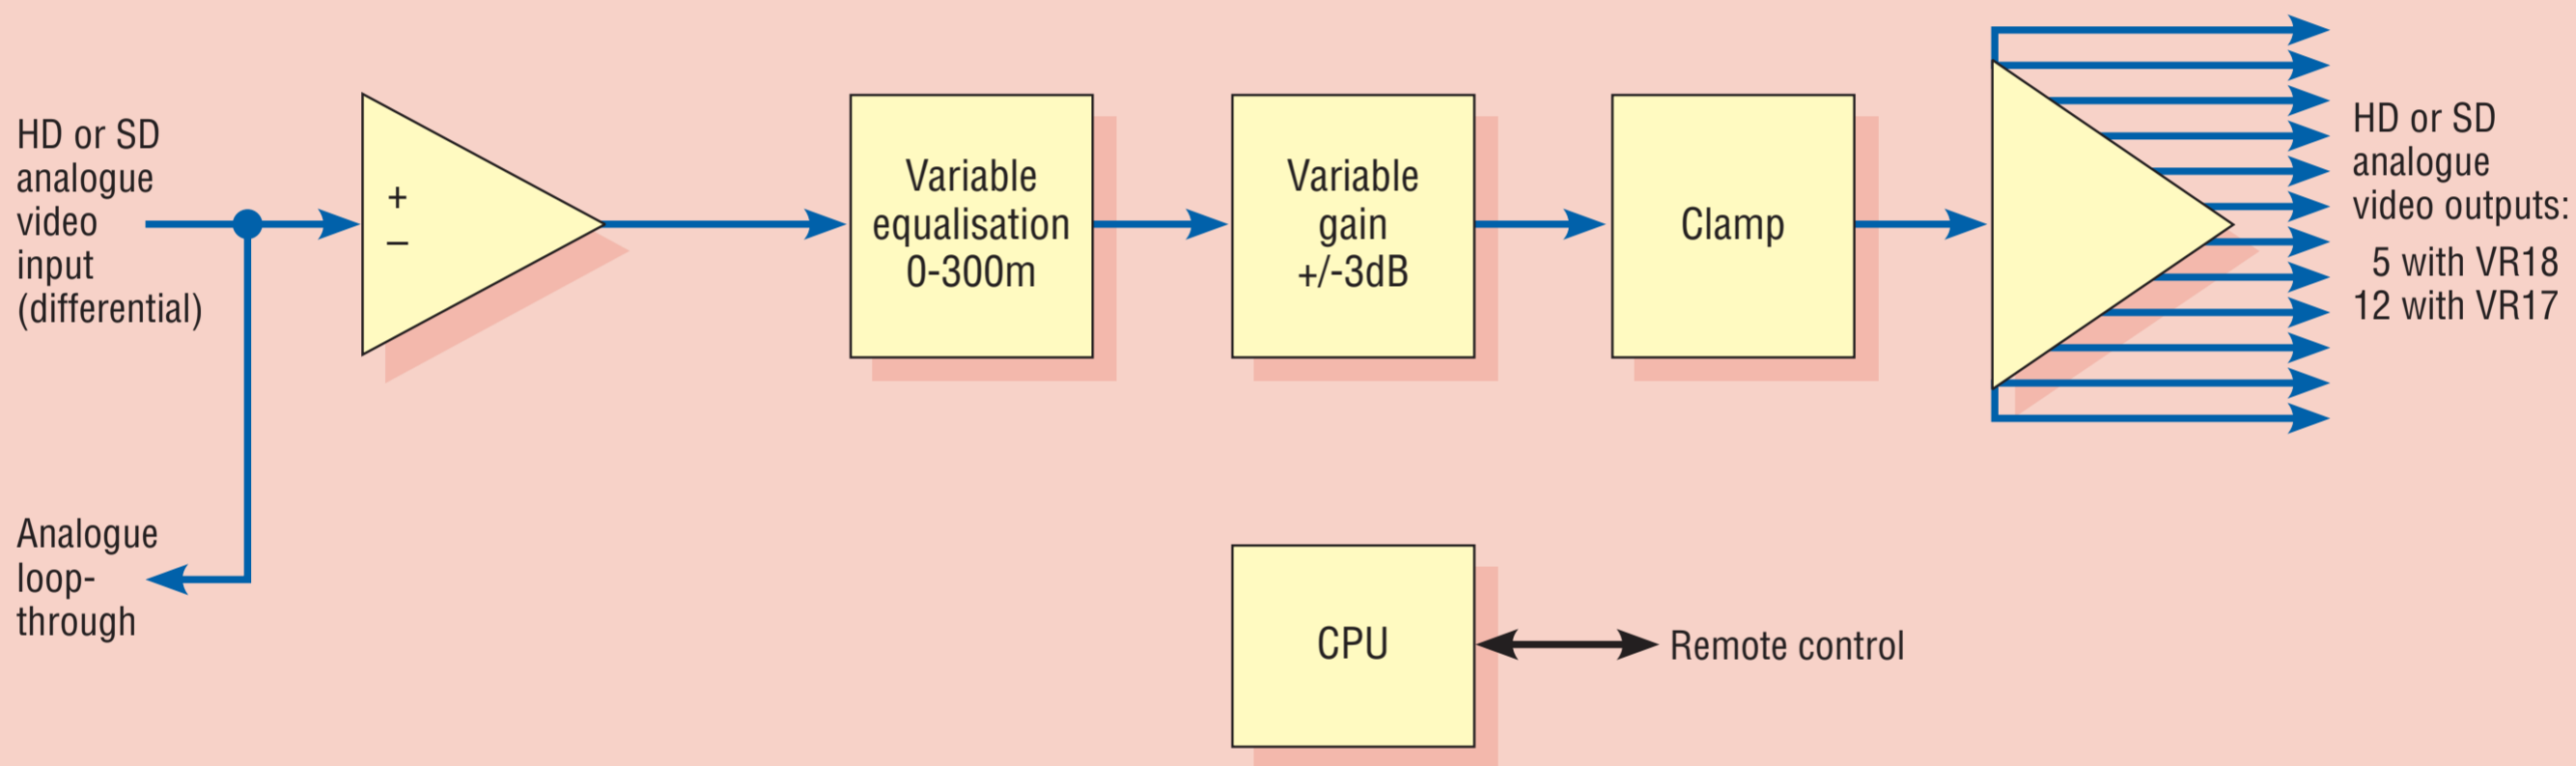 HD or SD
analogue
video
input
(differential)
+
–
Variable
equalisation
0-300m
Variable
gain
+/-3dB
Clamp
HD or SD
analogue
video outputs:
5 with VR18
12 with VR17
Analogue
loop-
through
CPU
Remote control